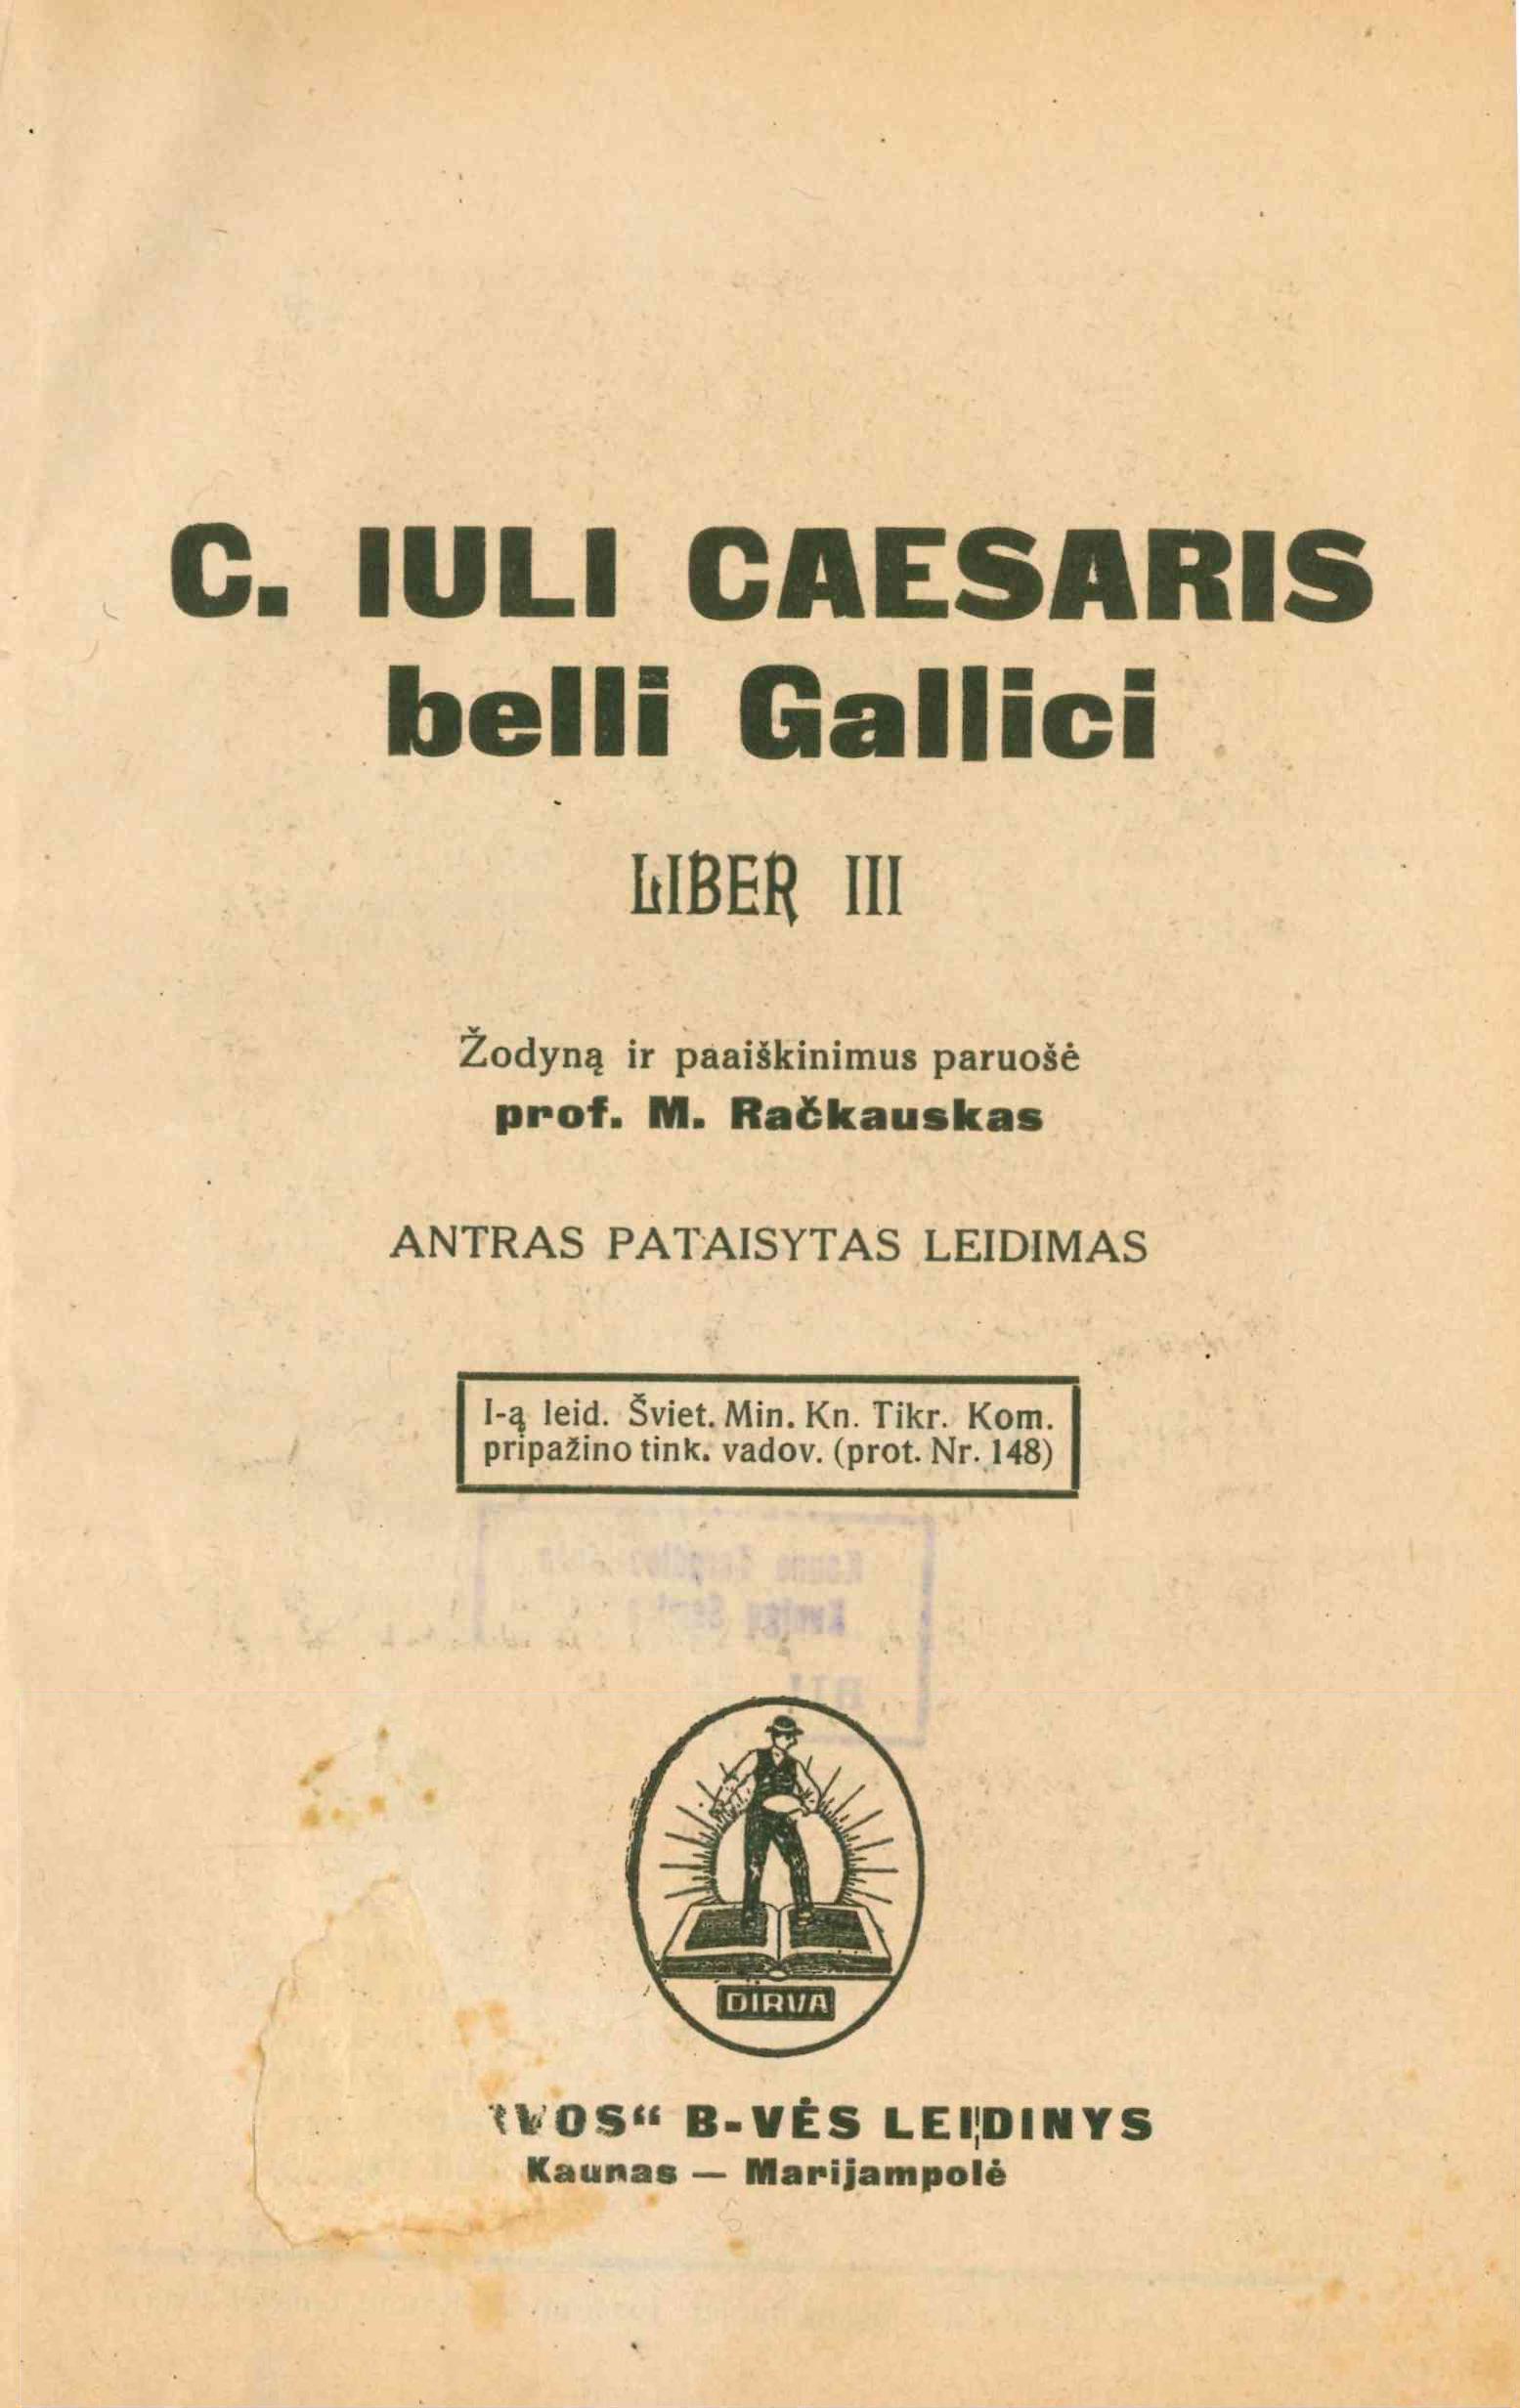 C. IULI CAESARIS
belli Gallici
LIBER III
Žodyną ir paaiškinimus paruošė
prof. M. Račkauskas
ANTRAS PATAISYTAS LEIDIMAS
I-ą leid. Šviet. Min. Kn. Tikr. Kom.
pripažino tink. vadov. (prot. Nr. 148)
DIRVA
B-VĖS LEIDINYS
Kaunas — Marijampolė